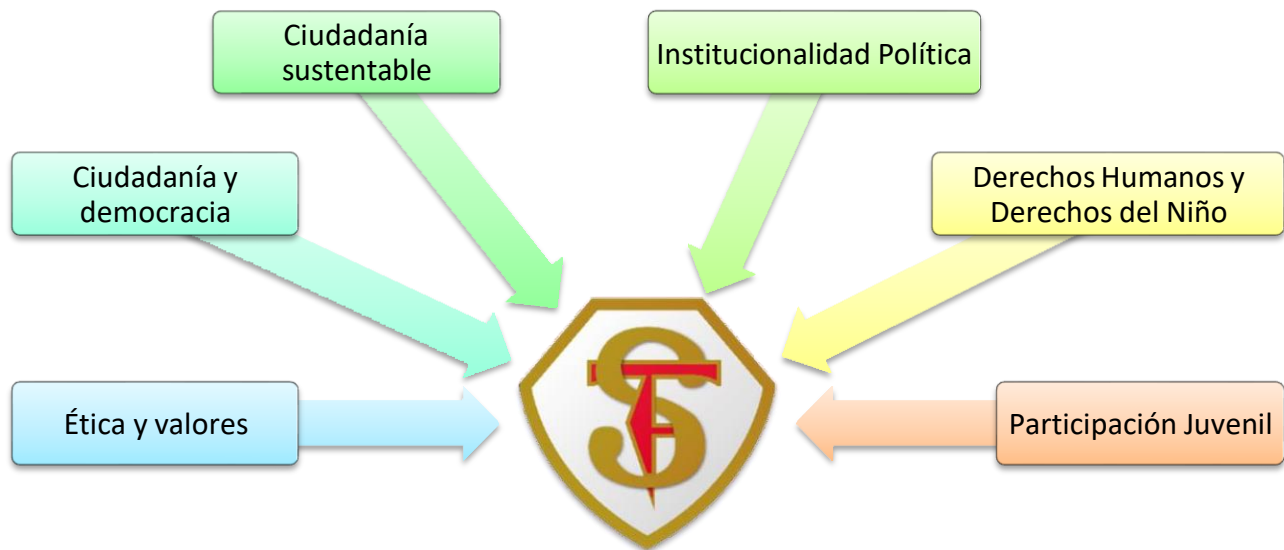 Ciudadanía
sustentable
Institucionalidad Política
Ciudadanía y
democracia
Derechos Humanos y
Derechos del Niño
Ética y valores
Participación Juvenil